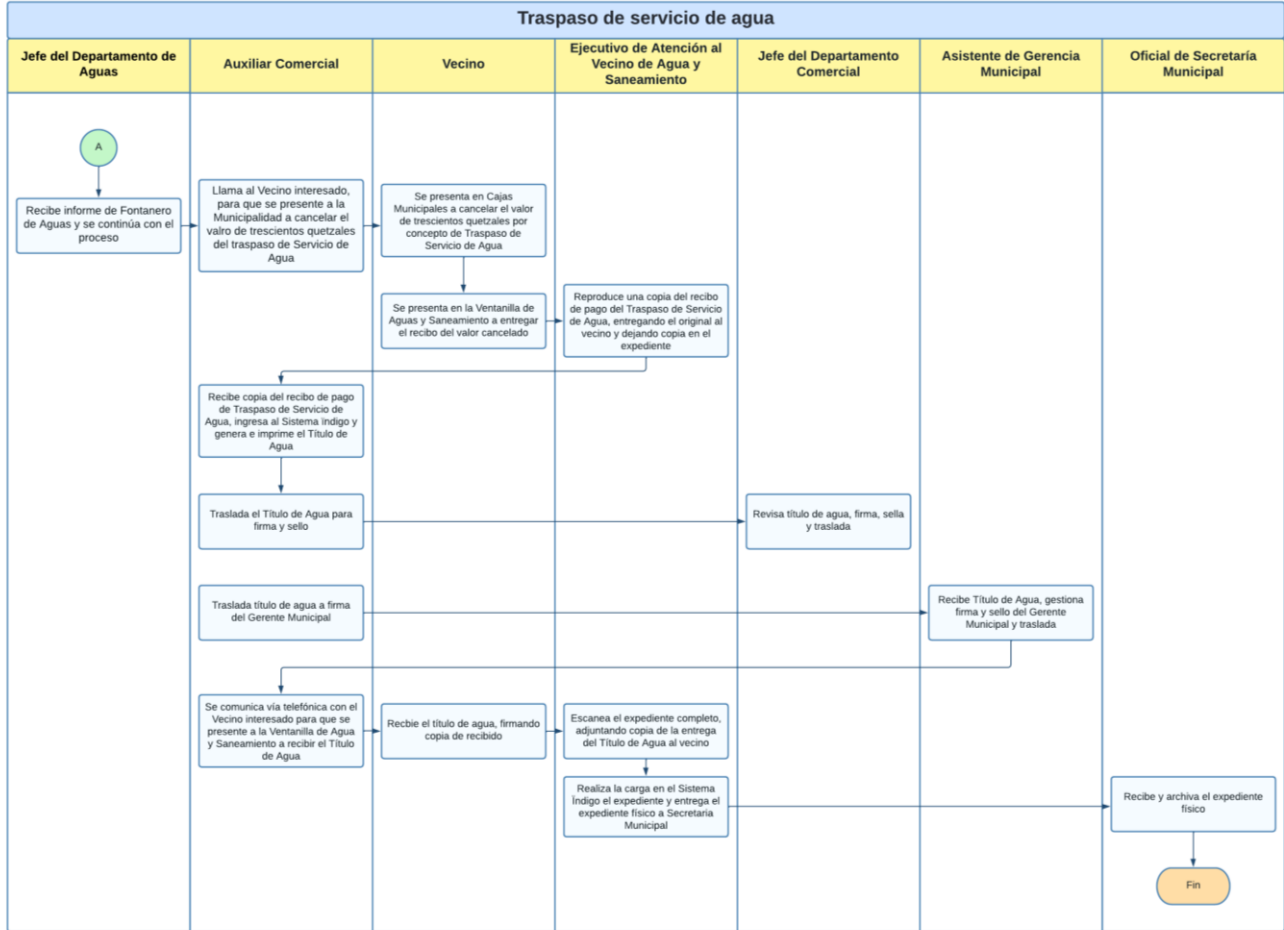 Traspaso de servicio de agua
Jefe del Departamento de
Aguas
Auxiliar Comercial
Vecino
Ejecutivo de Atención al
Vecino de Agua y
Saneamiento
Jefe del Departamento
Comercial
Asistente de Gerencia
Municipal
Oficial de Secretaría
Municipal
A
Recibe informe de Fontanero
de Aguas y se continúa con el
proceso
Llama al Vecino interesado,
para que se presente a la
Municipalidad a cancelar el
valro de trescientos quetzales
del traspaso de Servicio de
Agua
Se presenta en Cajas
Municipales a cancelar el valor
de trescientos quetzales por
concepto de Traspaso de
Servicio de Agua
Se presenta en la Ventanilla de
Aguas y Saneamiento a entregar
el recibo del valor cancelado
Reproduce una copia del recibo
de pago del Traspaso de Servicio
de Agua, entregando el original al
vecino y dejando copia en el
expediente
Recibe copia del recibo de pago
de Traspaso de Servicio de
Agua, ingresa al Sistema Índigo y
genera e imprime el Título de
Agua
Traslada el Título de Agua para
firma y sello
Revisa título de agua, firma, sella
y traslada
Traslada título de agua a firma
del Gerente Municipal
Recibe Título de Agua, gestiona
firma y sello del Gerente
Municipal y traslada
Se comunica vía telefónica con el
Vecino interesado para que se
presente a la Ventanilla de Agua
y Saneamiento a recibir el Título
de Agua
Recbie el título de agua, firmando
copia de recibido
Escanea el expediente completo,
adjuntando copia de la entrega
del Título de Agua al vecino
Realiza la carga en el Sistema
Índigo el expediente y entrega el
expediente físico a Secretaria
Municipal
Recibe y archiva el expediente
físico
Fin